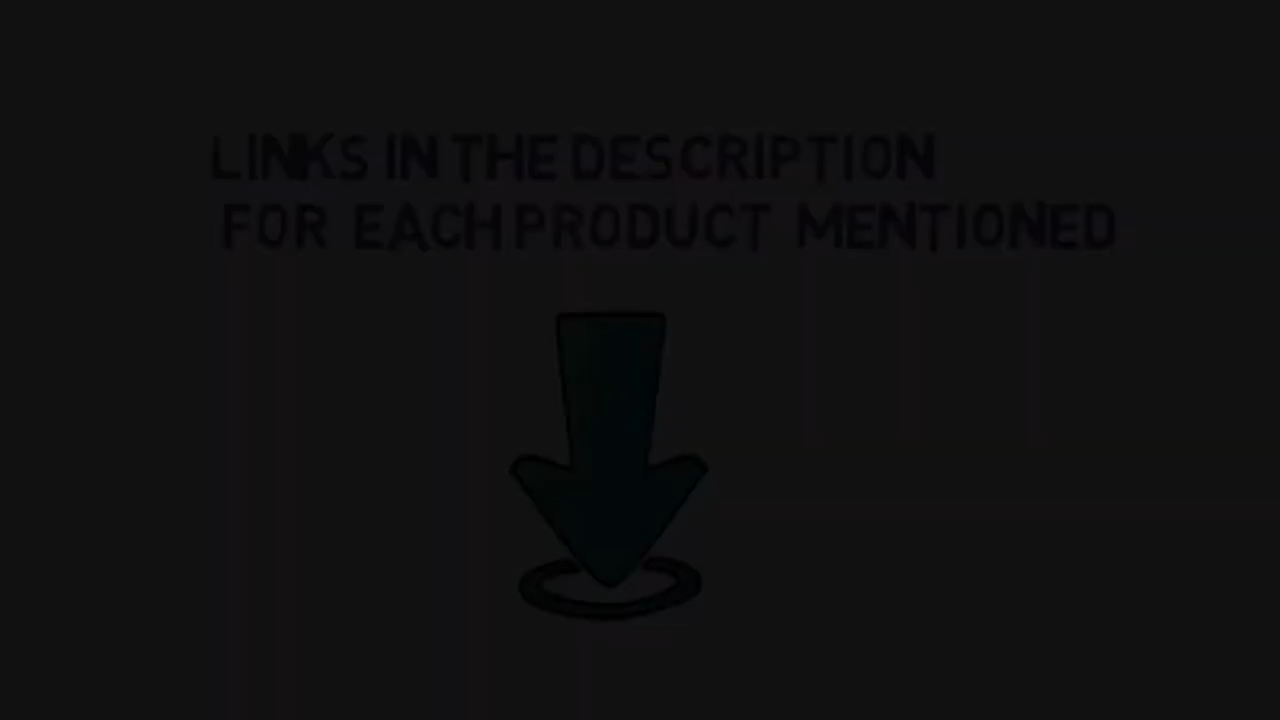 LINKS IN THE DESCRIPTION
FOR EACH PRODUCT MENTIONED